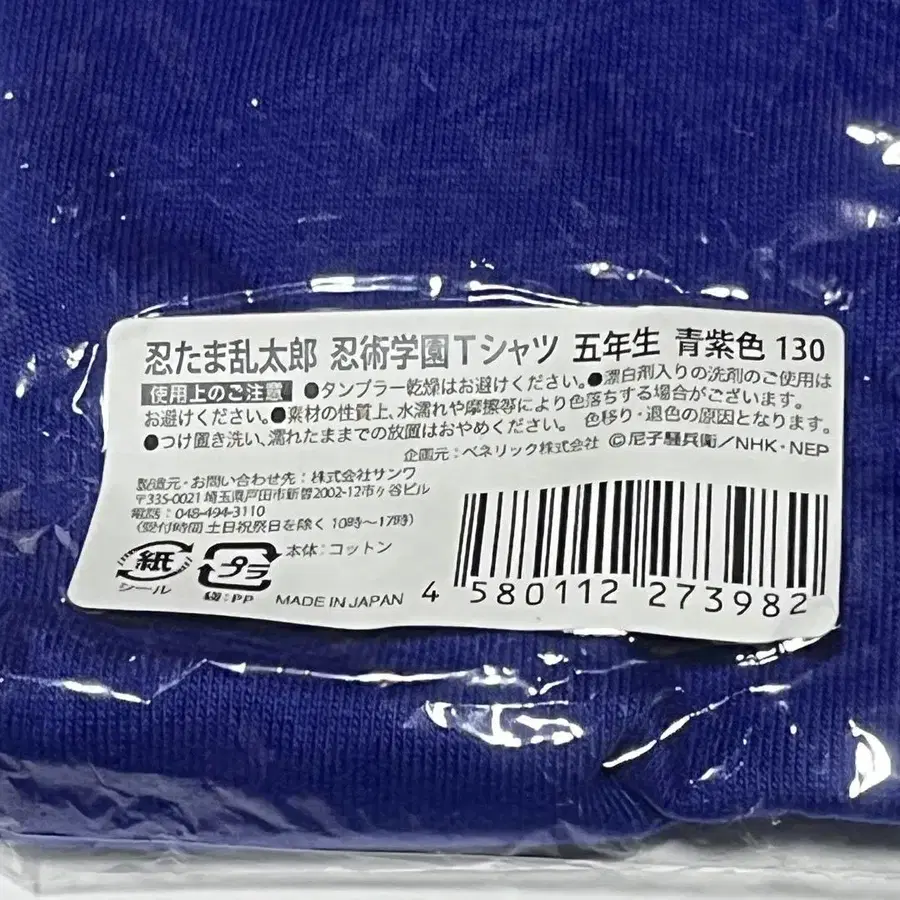 忍たま乱太郎 忍術学園Tシャツ 五年生 青紫色 130
使用上のご注意 ●タンブラー乾燥はお避けください。●漂白剤入りの洗剤のご使用は
お避けください。●素材の性質上、水濡れや摩擦等により色落ちする場合がございます。
●つけ置き洗い、濡れたままでの放置はおやめください。 色移り・退色の原因となります。
企画元:ベネリック株式会社 ©尼子騒兵衛/NHK・NEP
製造元・お問い合わせ先:株式会社サンワ
〒335-0021 埼玉県戸田市新曽2002-12市ヶ谷ビル
電話:048-494-3110
(受付時間 土日祝祭日を除く 10時~17時)
紙 プラ 本体:コットン
シール 袋:PP MADE IN JAPAN
4 580112 273982